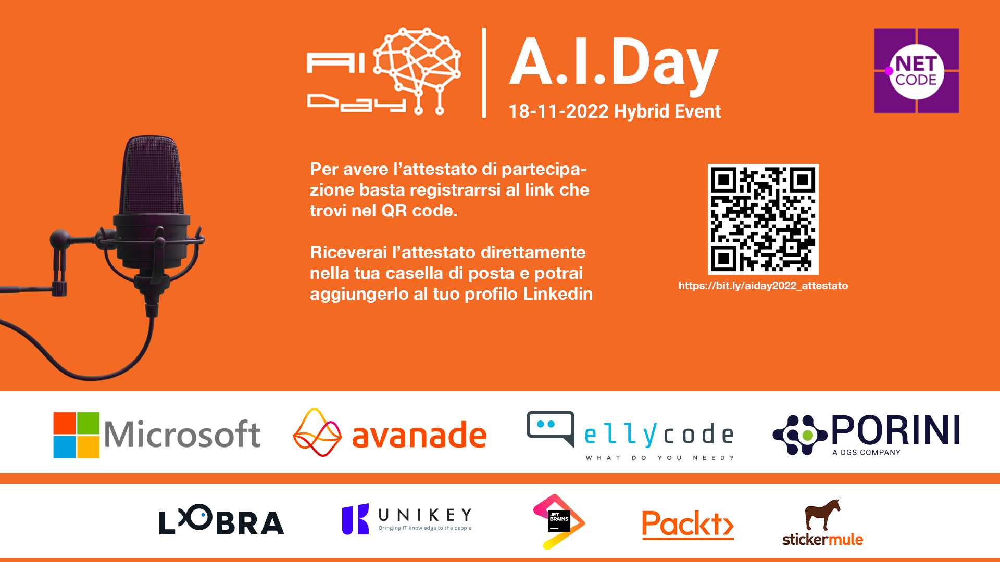 AI
Day
A.I.Day
18-11-2022 Hybrid Event
NET
CODE
Per avere l’attestato di partecipa-
zione basta registrarrsi al link che
trovi nel QR code.
Riceverai l’attestato direttamente
nella tua casella di posta e potrai
aggiungerlo al tuo profilo Linkedin
https://bit.ly/aiday2022_attestato
Microsoft
avanade
ellycode
WHAT DO YOU NEED?
PORINI
A DGS COMPANY
LOBRA
UNIKEY
Bringing IT knowledge to the people
JET
BRAINS
Packt>
stickermule